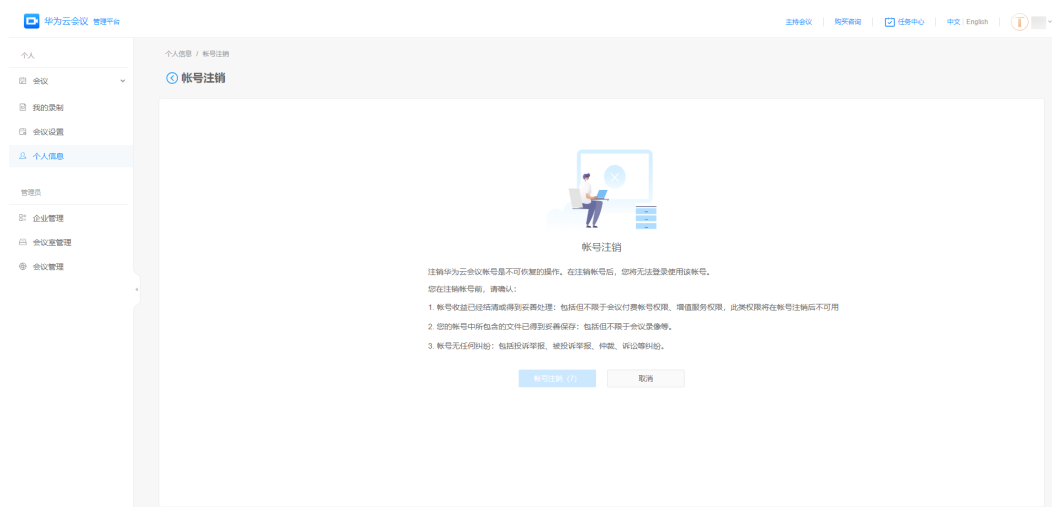 华为云会议 管理平台
主持会议 购买咨询 任务中心 中文 | English
个人
会议
我的录制
会议设置
个人信息
管理员
企业管理
会议室管理
会议管理
个人信息 / 帐号注销
帐号注销
帐号注销
注销华为云会议帐号是不可恢复的操作。在注销帐号后，您将无法登录使用该帐号。
您在注销帐号前，请确认：
1. 帐号收益已经结清或得到妥善处理：包括但不限于会议付费帐号权限、增值服务权限，此类权限将在帐号注销后不可用
2. 您的帐号中所包含的文件已得到妥善保存：包括但不限于会议录像等。
3. 帐号无任何纠纷：包括投诉举报、被投诉举报、仲裁、诉讼等纠纷。
帐号注销 (7) 取消